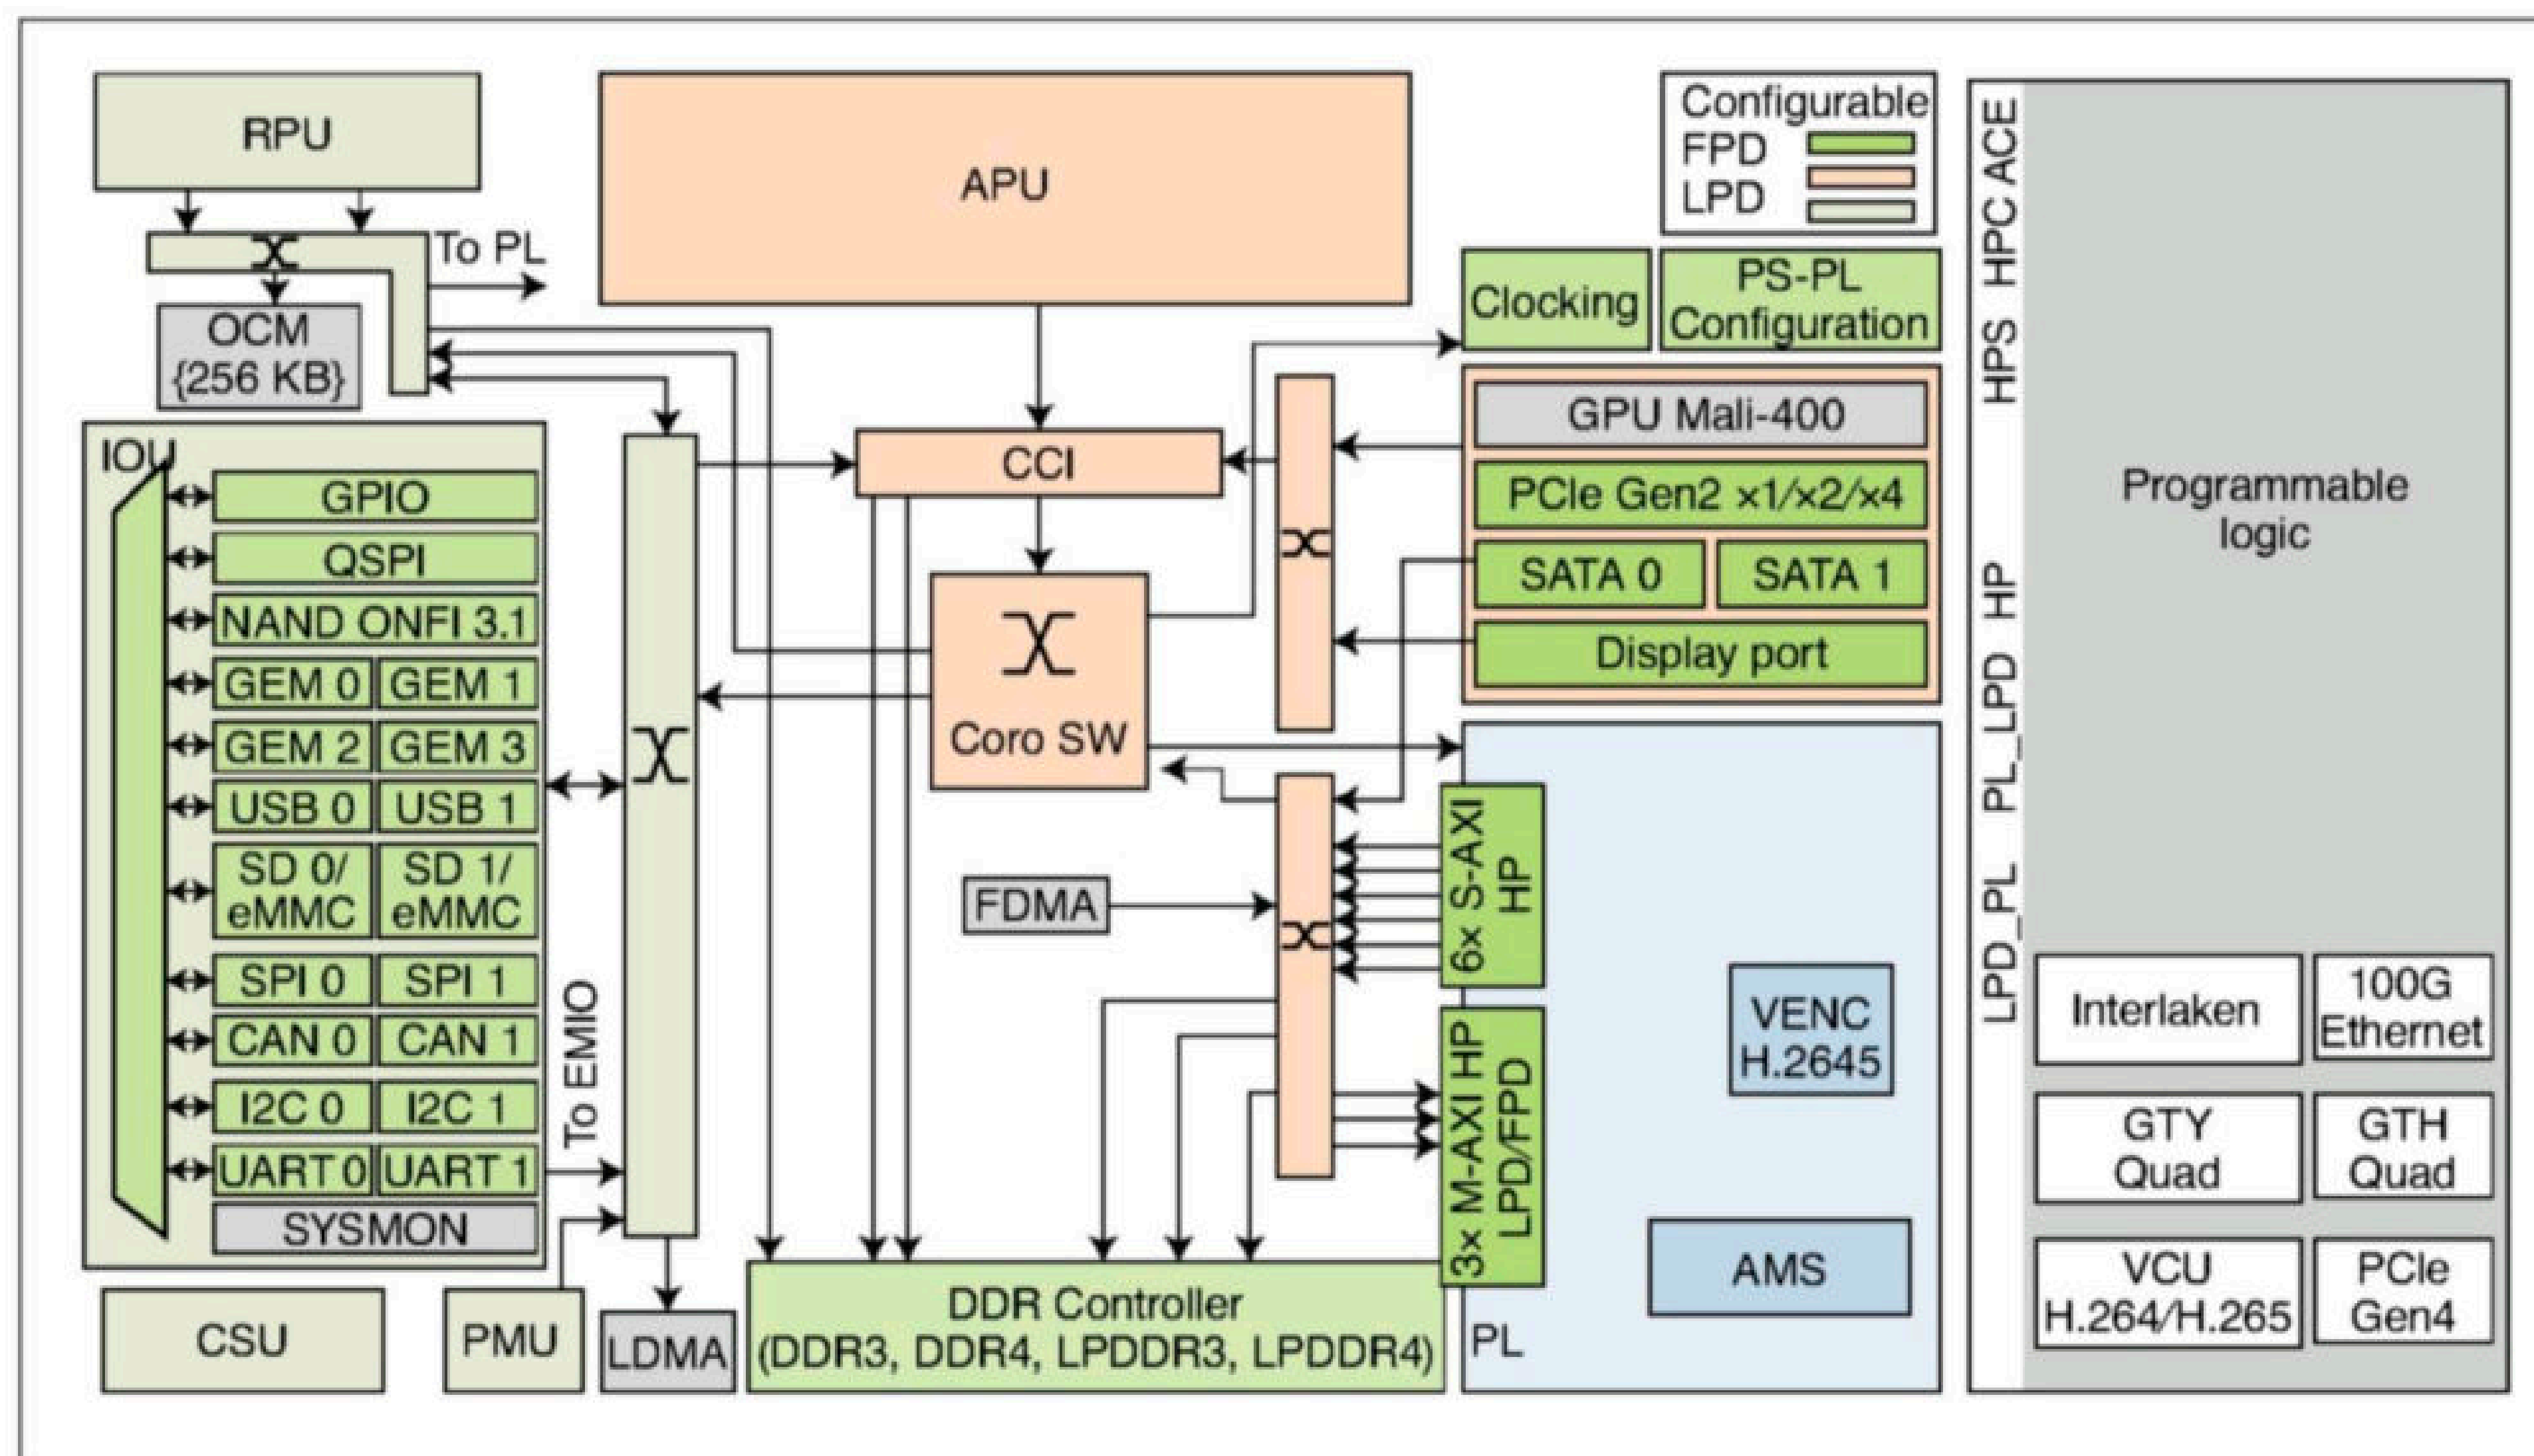 RPU
To PL
OCM
{256 KB}
APU
Configurable
FPD
LPD
Clocking
PS-PL
Configuration
IOU
GPIO
QSPI
NAND ONFI 3.1
GEM 0 GEM 1
GEM 2 GEM 3
USB 0 USB 1
SD 0/
eMMC
SD 1/
eMMC
SPI 0 SPI 1
CAN 0 CAN 1
I2C 0 I2C 1
UART 0 UART 1
SYSMON
To EMIO
CSU
PMU
LDMA
CCI
Coro SW
FDMA
DDR Controller
(DDR3, DDR4, LPDDR3, LPDDR4)
GPU Mali-400
PCIe Gen2 ×1/×2/×4
SATA 0 SATA 1
Display port
6× S-AXI
HP
3× M-AXI HP
LPD/FPD
VENC
H.2645
AMS
PL
LPD_PL PL_LPD HP HPS HPC ACE
Programmable
logic
Interlaken
100G
Ethernet
GTY
Quad
GTH
Quad
VCU
H.264/H.265
PCIe
Gen4